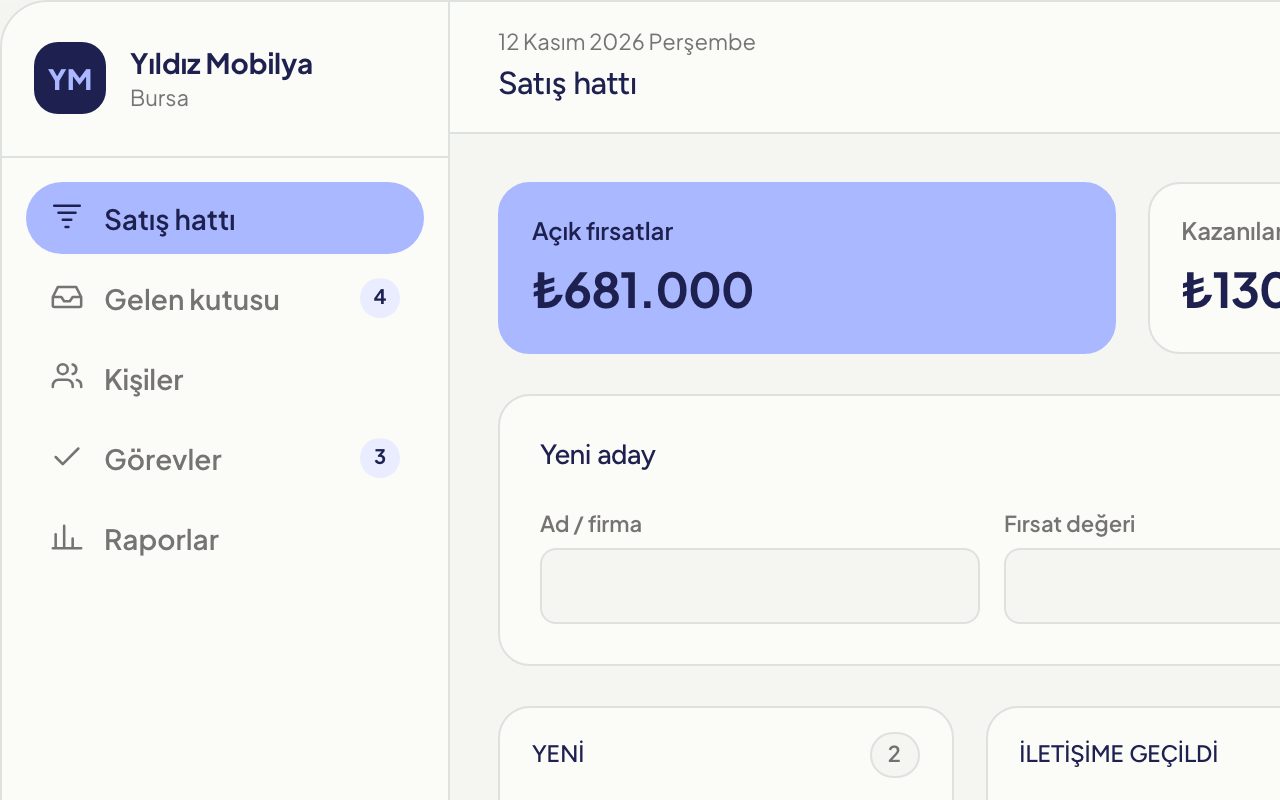 YM
Yıldız Mobilya
Bursa
Satış hattı
Gelen kutusu 4
Kişiler
Görevler 3
Raporlar
12 Kasım 2026 Perşembe
Satış hattı
Açık fırsatlar
₺681.000
Yeni aday
Ad / firma
Fırsat değeri
YENİ 2
İLETİŞİME GEÇİLDİ